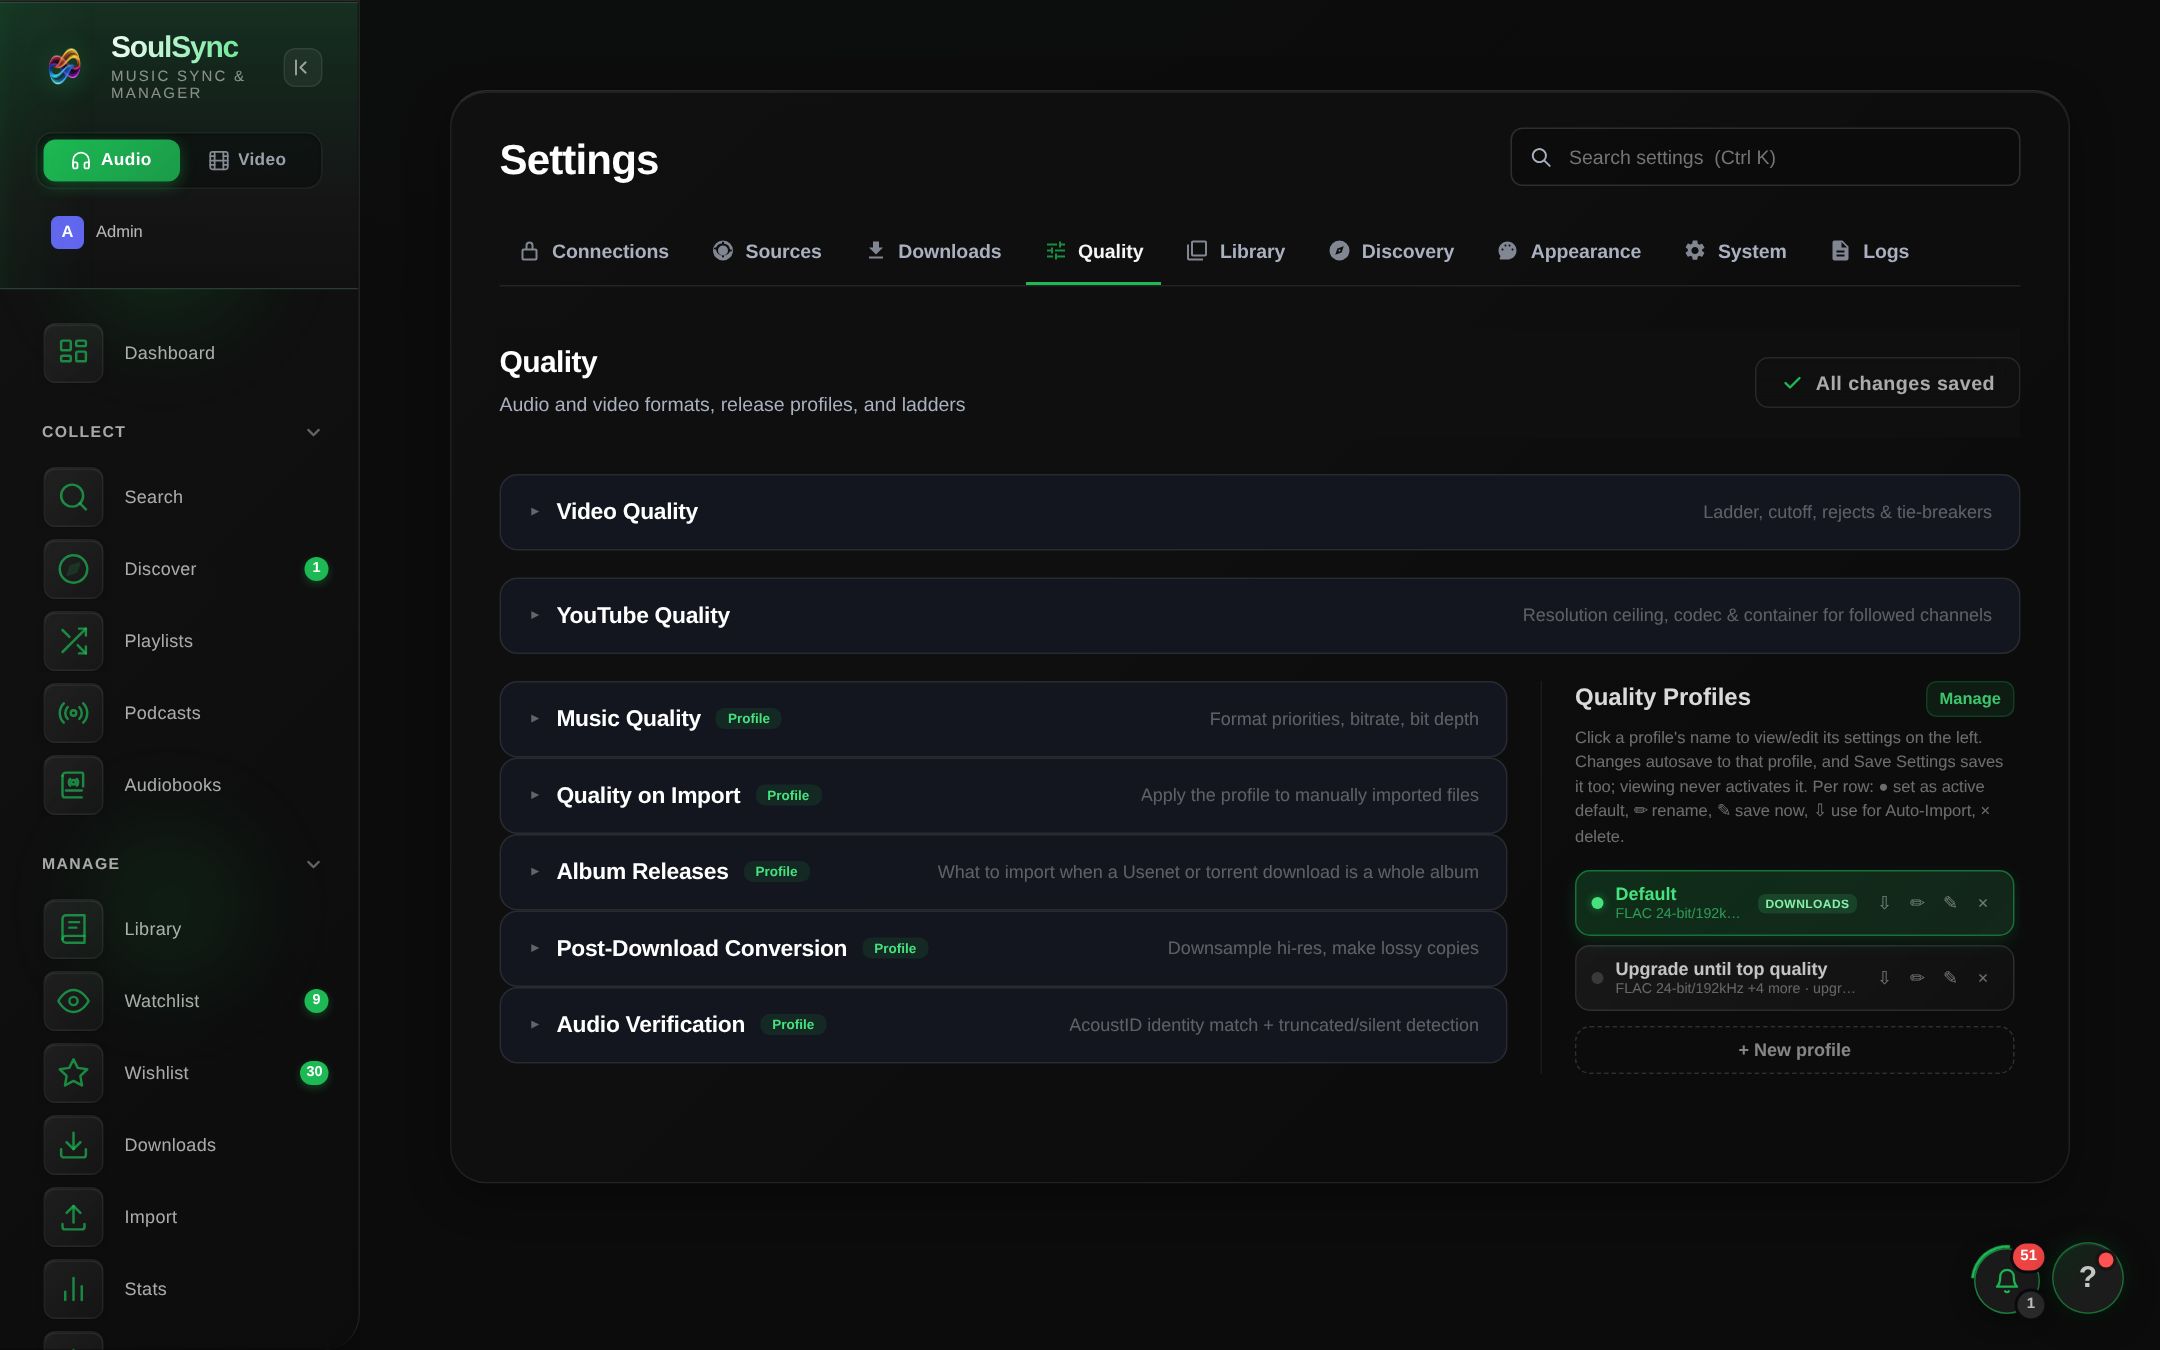 SoulSync
MUSIC SYNC &
MANAGER
Audio
Video
A
Admin
Dashboard
COLLECT
Search
Discover
1
Playlists
Podcasts
Audiobooks
MANAGE
Library
Watchlist
9
Wishlist
30
Downloads
Import
Stats
Settings
Search settings (Ctrl K)
Connections
Sources
Downloads
Quality
Library
Discovery
Appearance
System
Logs
Quality
Audio and video formats, release profiles, and ladders
✓ All changes saved
▸ Video Quality
Ladder, cutoff, rejects & tie-breakers
▸ YouTube Quality
Resolution ceiling, codec & container for followed channels
▸ Music Quality Profile
Format priorities, bitrate, bit depth
▸ Quality on Import Profile
Apply the profile to manually imported files
▸ Album Releases Profile
What to import when a Usenet or torrent download is a whole album
▸ Post-Download Conversion Profile
Downsample hi-res, make lossy copies
▸ Audio Verification Profile
AcoustID identity match + truncated/silent detection
Quality Profiles
Manage
Click a profile's name to view/edit its settings on the left.
Changes autosave to that profile, and Save Settings saves
it too; viewing never activates it. Per row: ● set as active
default, ✏ rename, ✎ save now, ⇩ use for Auto-Import, ×
delete.
Default
FLAC 24-bit/192k…
DOWNLOADS
⇩ ✏ ✎ ×
Upgrade until top quality
FLAC 24-bit/192kHz +4 more · upgr…
⇩ ✏ ✎ ×
+ New profile
51
1
?